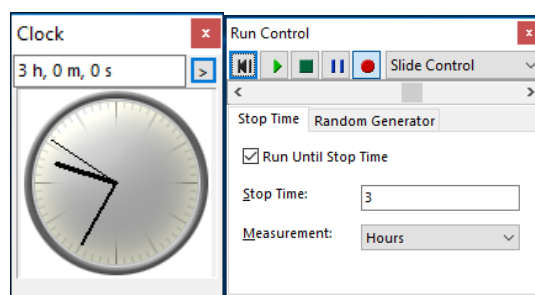 Clock
x
3 h, 0 m, 0 s
>
Run Control
x
Slide Control
Stop Time
Random Generator
Run Until Stop Time
Stop Time:
3
Measurement:
Hours